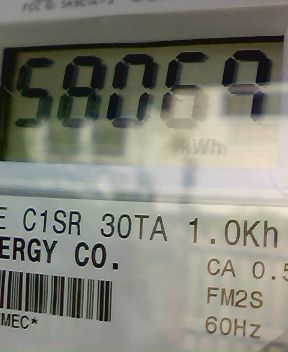 58069
kWh
E C1SR 30TA 1.0Kh
ERGY CO.
CA 0.5
FM2S
60Hz
MEC*